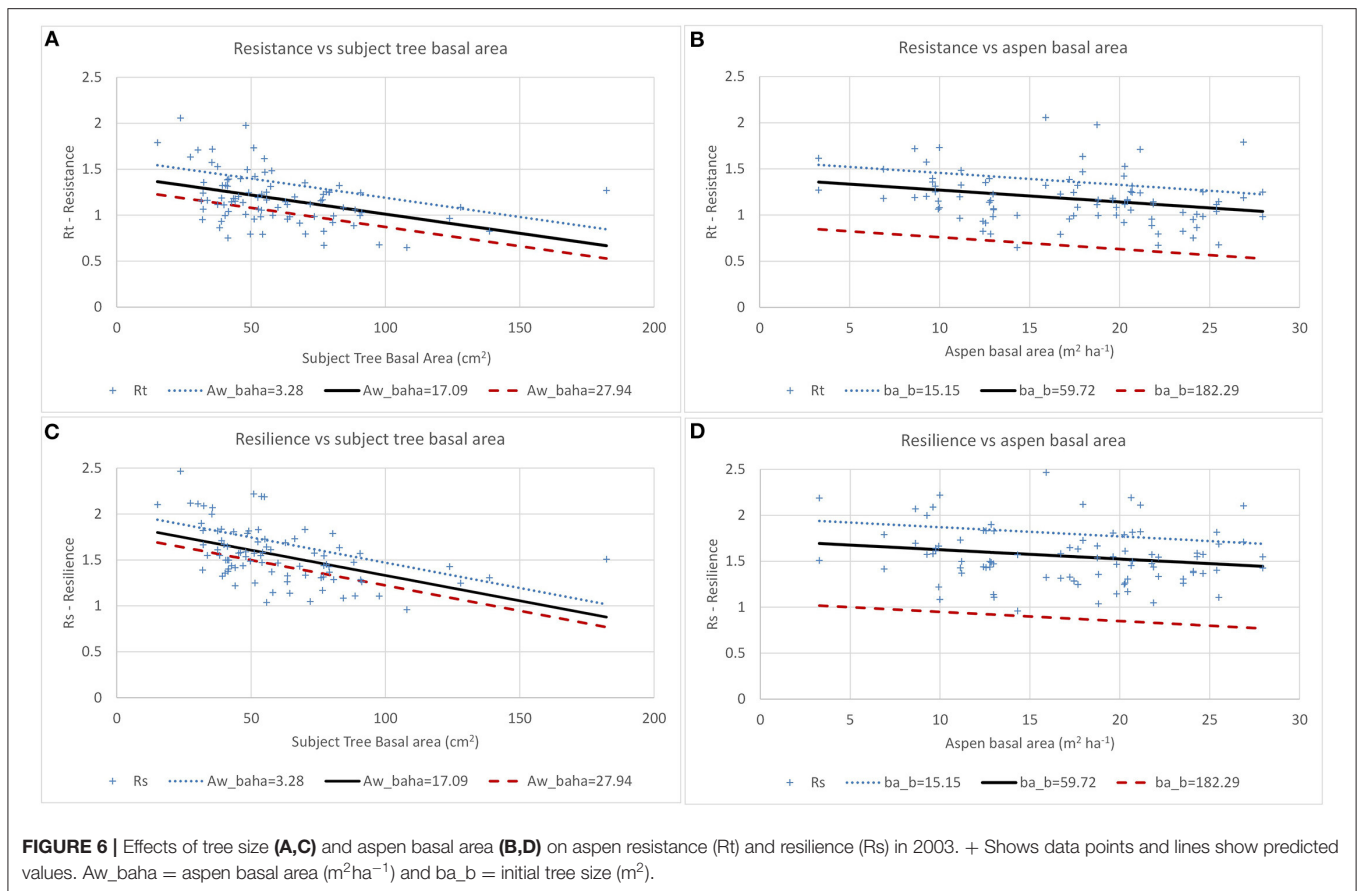 A
Resistance vs subject tree basal area
2.5
2
1.5
1
0.5
0
Rt - Resistance
0 50 100 150 200
Subject Tree Basal Area (cm²)
+ Rt Aw_baha=3.28 Aw_baha=17.09 Aw_baha=27.94
B
Resistance vs aspen basal area
2.5
2
1.5
1
0.5
0
Rt - Resistance
0 5 10 15 20 25 30
Aspen basal area (m² ha⁻¹)
+ Rt ba_b=15.15 ba_b=59.72 ba_b=182.29
C
Resilience vs subject tree basal area
2.5
2
1.5
1
0.5
0
Rs - Resilience
0 50 100 150 200
Subject Tree Basal area (cm²)
+ Rs Aw_baha=3.28 Aw_baha=17.09 Aw_baha=27.94
D
Resilience vs aspen basal area
2.5
2
1.5
1
0.5
0
Rs - Resilience
0 5 10 15 20 25 30
Aspen basal area (m² ha⁻¹)
+ Rs ba_b=15.15 ba_b=59.72 ba_b=182.29
FIGURE 6 | Effects of tree size (A,C) and aspen basal area (B,D) on aspen resistance (Rt) and resilience (Rs) in 2003. + Shows data points and lines show predicted
values. Aw_baha = aspen basal area (m²ha⁻¹) and ba_b = initial tree size (m²).